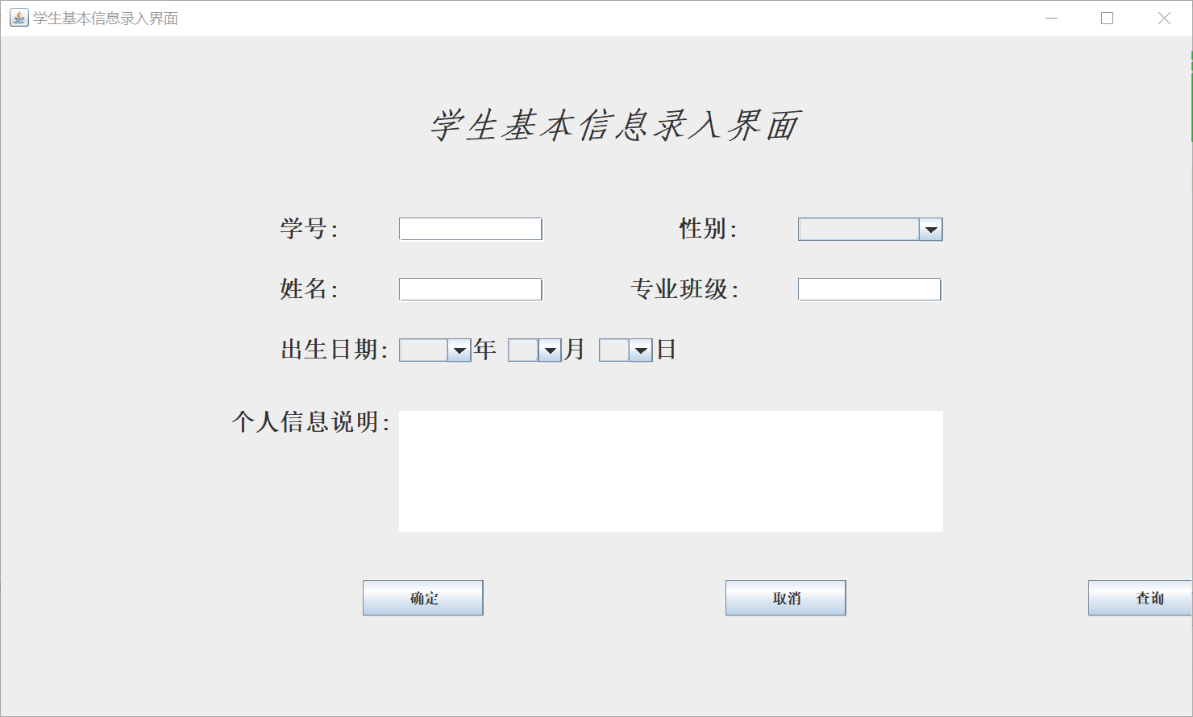 学生基本信息录入界面
学生基本信息录入界面
学号: 性别:
姓名: 专业班级:
出生日期: 年 月 日
个人信息说明:
确定 取消 查询